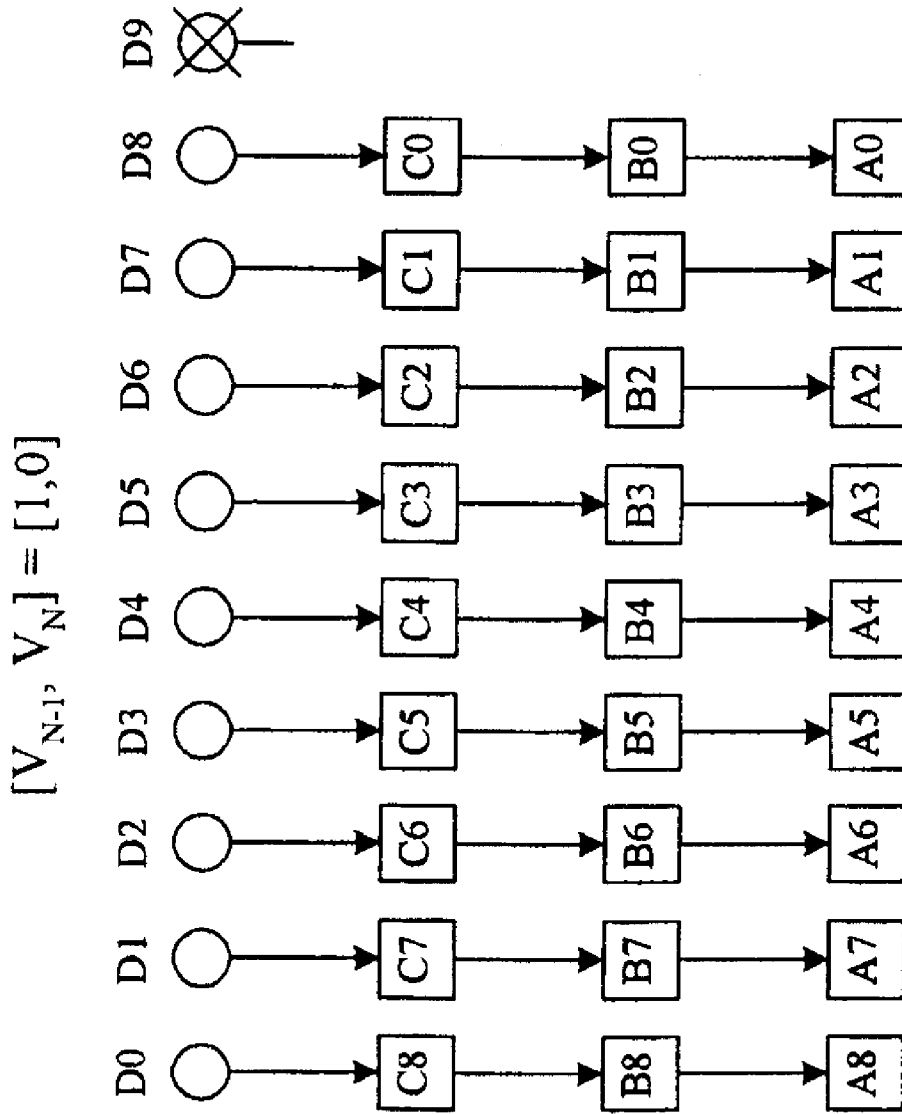 [V_{N-1}, V_N] = [1,0]
D0 D1 D2 D3 D4 D5 D6 D7 D8 D9
C8 C7 C6 C5 C4 C3 C2 C1 C0
B8 B7 B6 B5 B4 B3 B2 B1 B0
A8 A7 A6 A5 A4 A3 A2 A1 A0